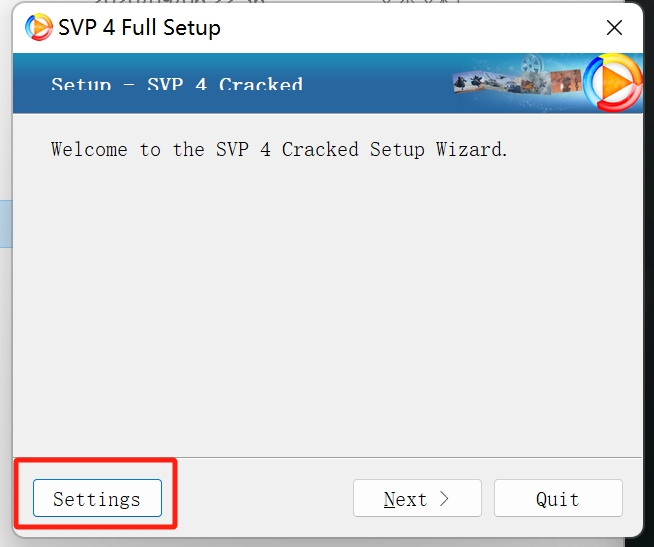 SVP 4 Full Setup
Setup - SVP 4 Cracked
Welcome to the SVP 4 Cracked Setup Wizard.
Settings
Next >
Quit